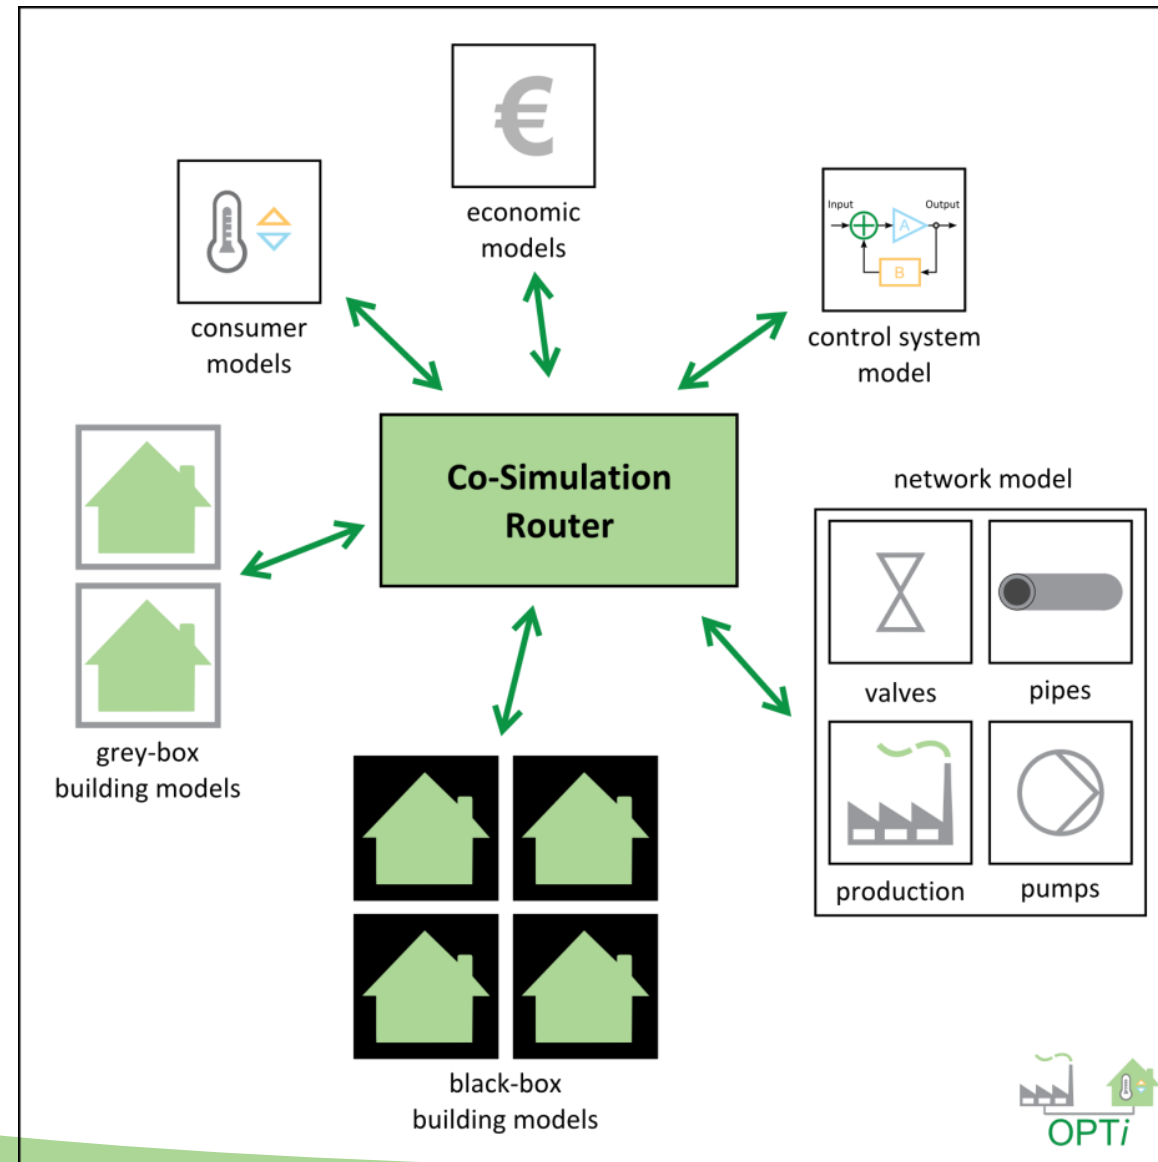 €
economic
models
consumer
models
Input
Output
A
B
control system
model
Co-Simulation
Router
network model
valves
pipes
production
pumps
grey-box
building models
black-box
building models
OPTi